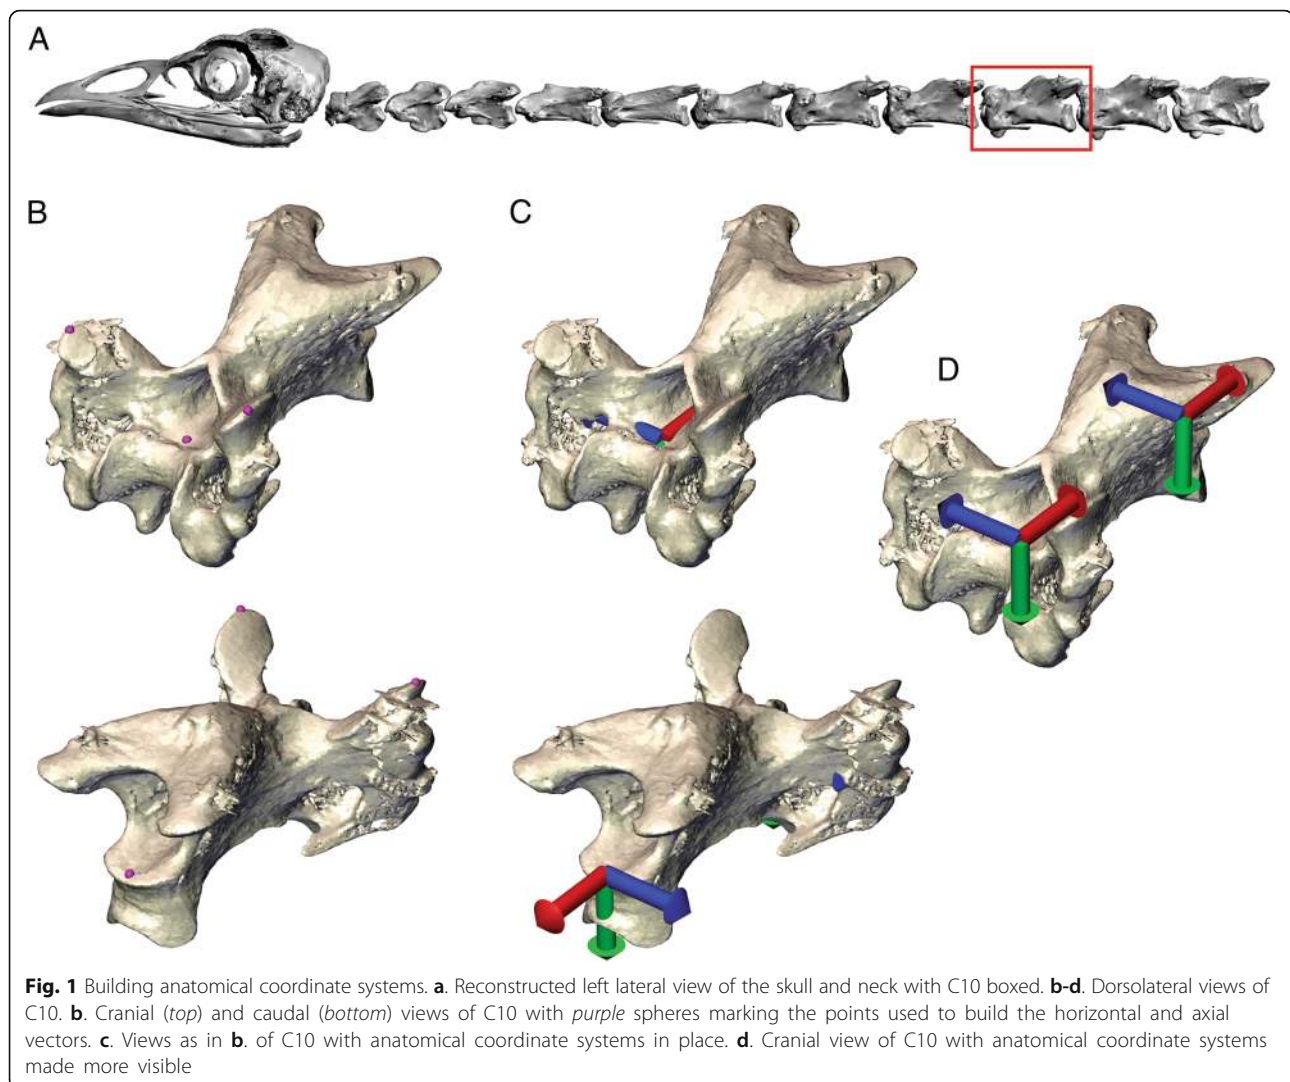 A
B
C
D
Fig. 1 Building anatomical coordinate systems. a. Reconstructed left lateral view of the skull and neck with C10 boxed. b-d. Dorsolateral views of
C10. b. Cranial (top) and caudal (bottom) views of C10 with purple spheres marking the points used to build the horizontal and axial
vectors. c. Views as in b. of C10 with anatomical coordinate systems in place. d. Cranial view of C10 with anatomical coordinate systems
made more visible